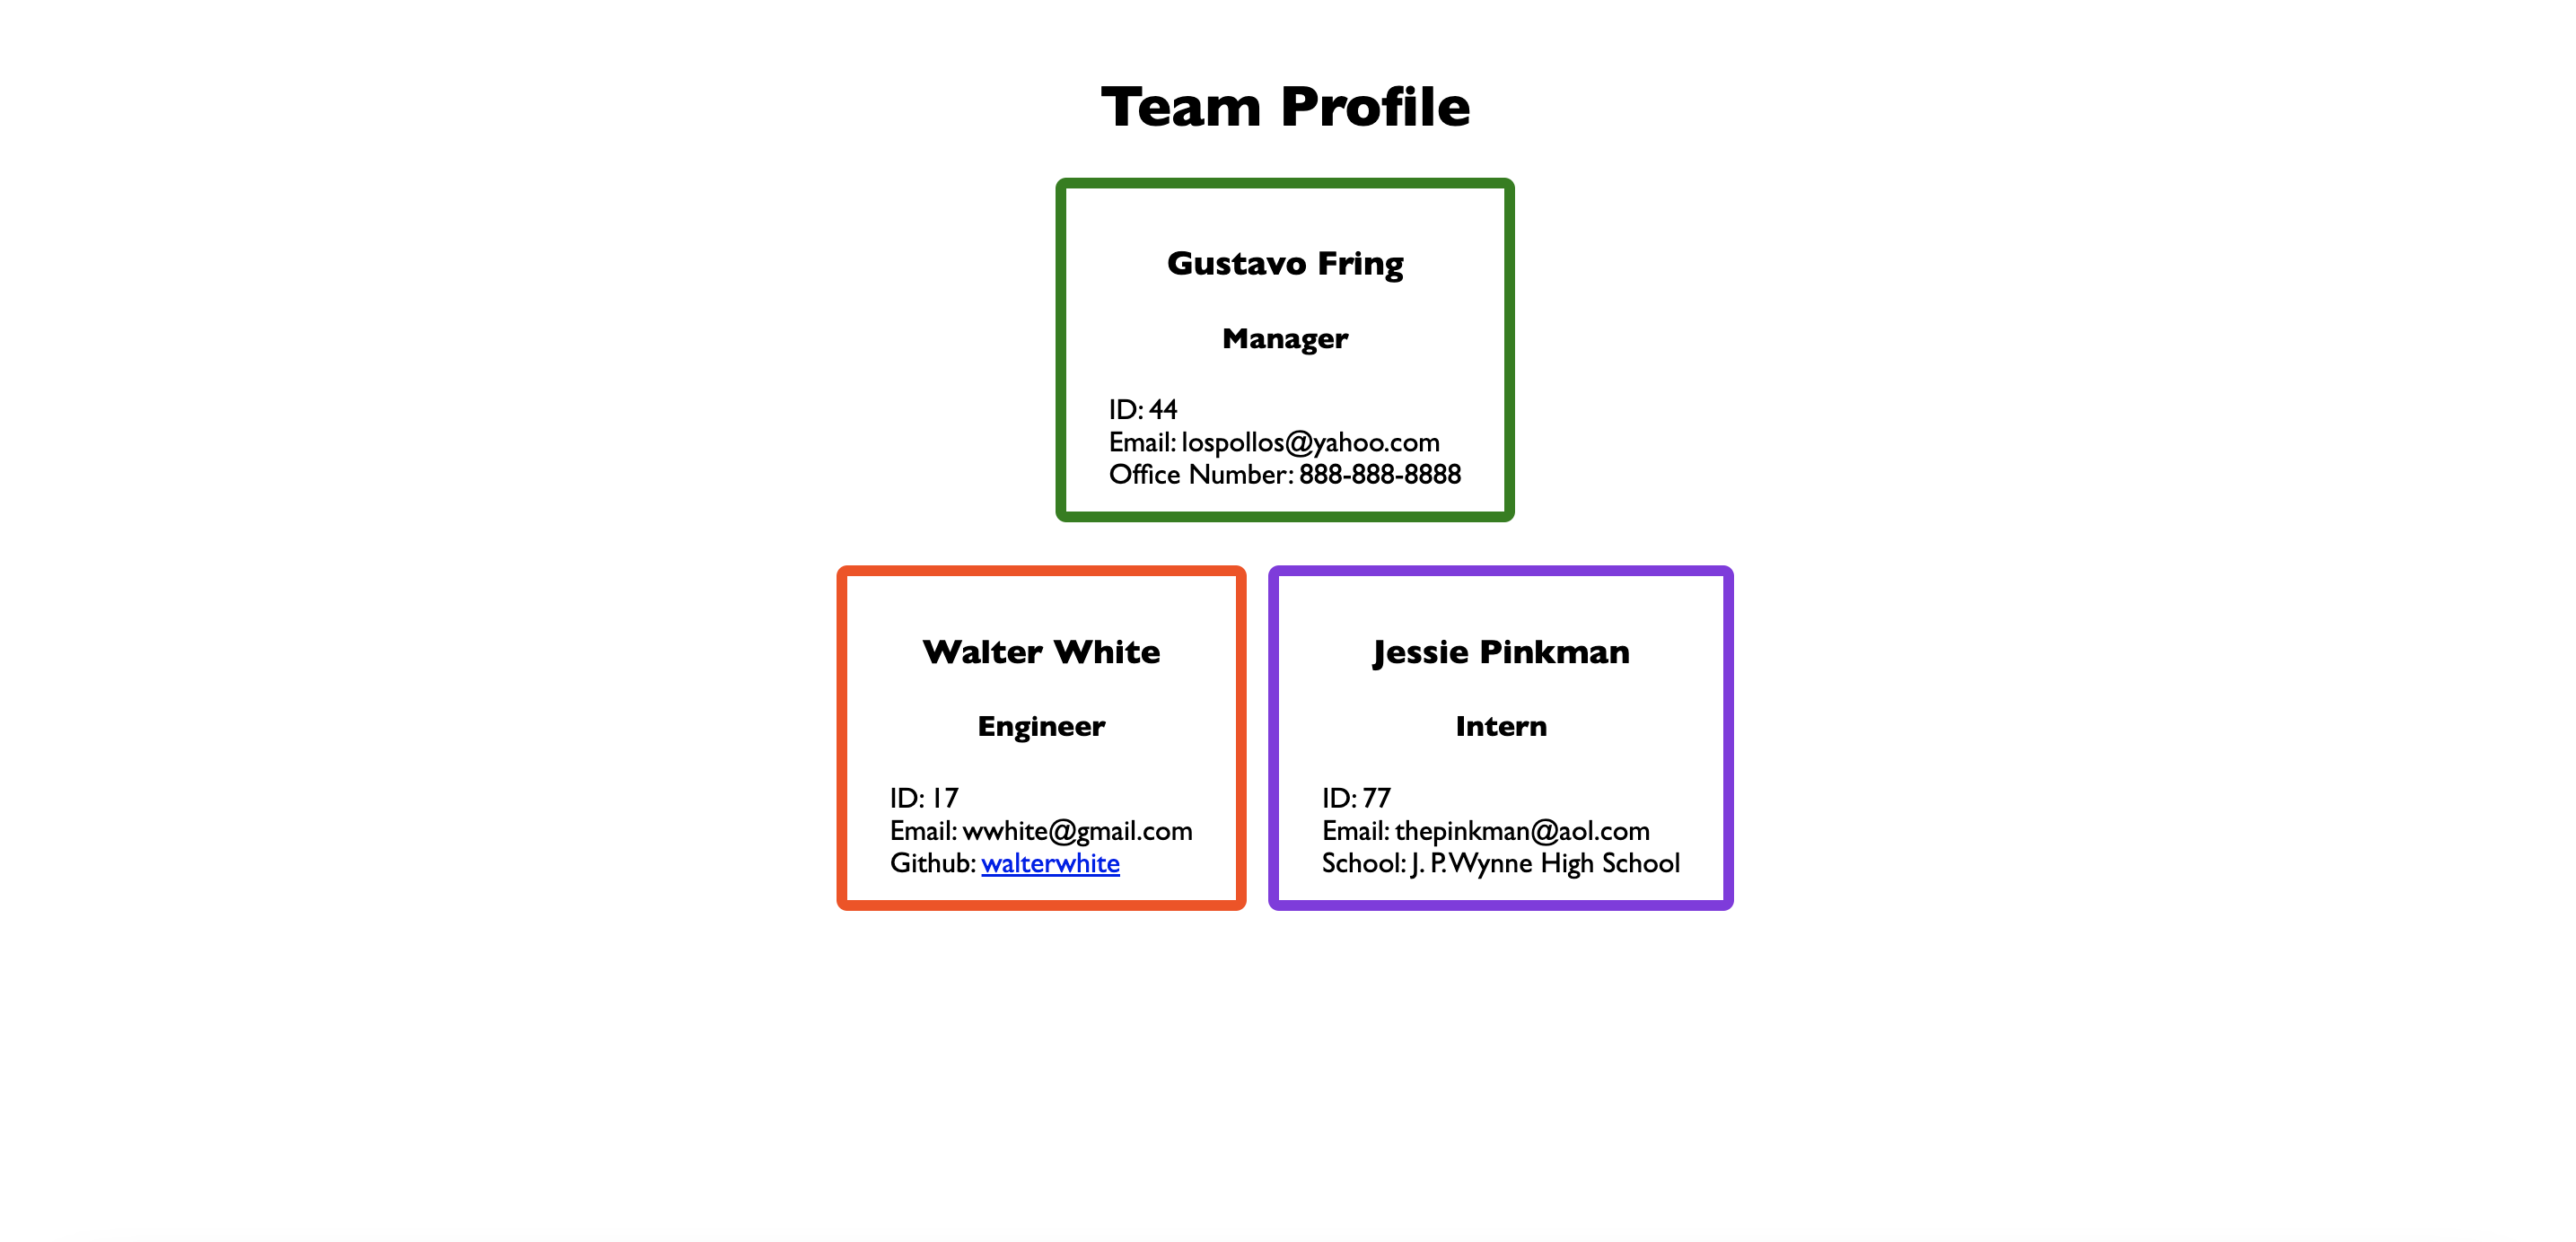 Team Profile
Gustavo Fring
Manager
ID: 44
Email: lospollos@yahoo.com
Office Number: 888-888-8888
Walter White
Engineer
ID: 17
Email: wwhite@gmail.com
Github: walterwhite
Jessie Pinkman
Intern
ID: 77
Email: thepinkman@aol.com
School: J. P. Wynne High School